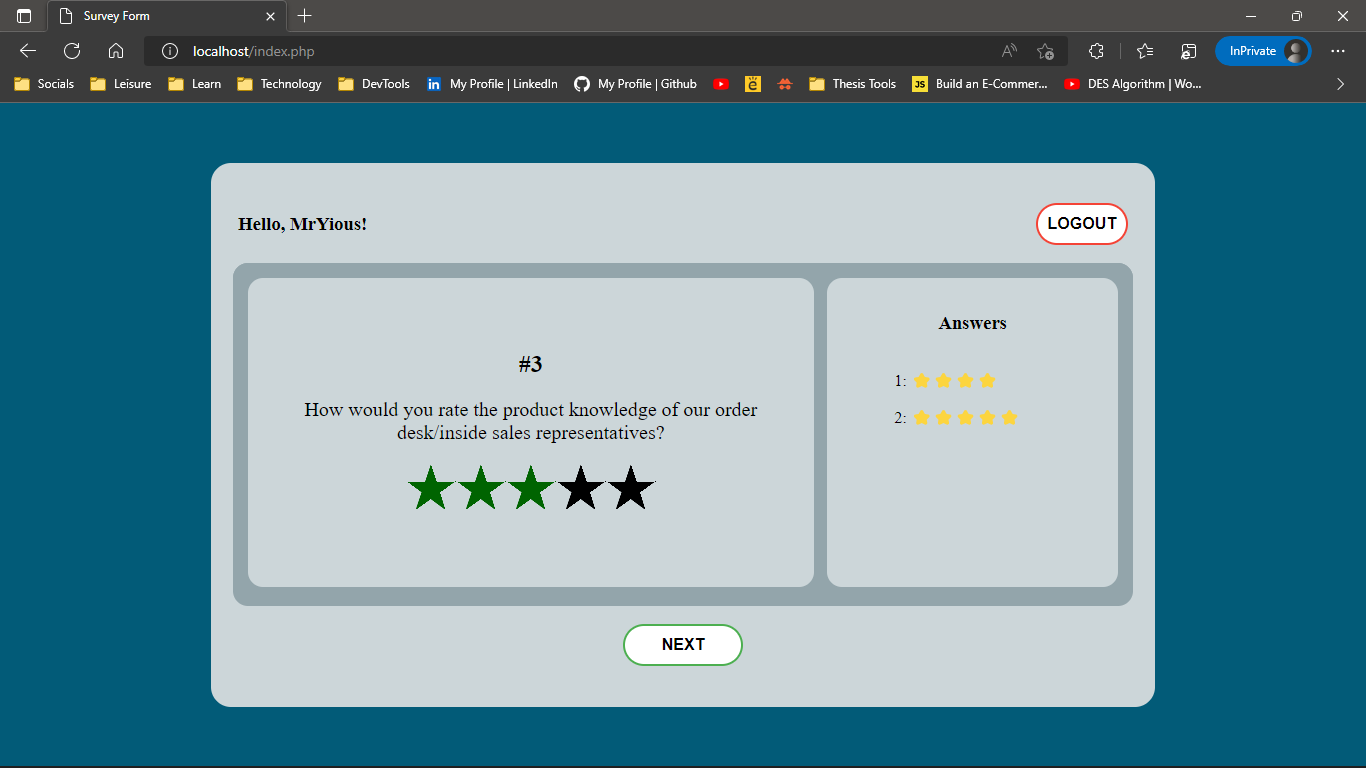 Survey Form
localhost/index.php
InPrivate
Socials Leisure Learn Technology DevTools in My Profile | LinkedIn My Profile | Github ë Thesis Tools JS Build an E-Commer... DES Algorithm | Wo...
Hello, MrYious!
LOGOUT
#3
How would you rate the product knowledge of our order
desk/inside sales representatives?
Answers
1:
2:
NEXT